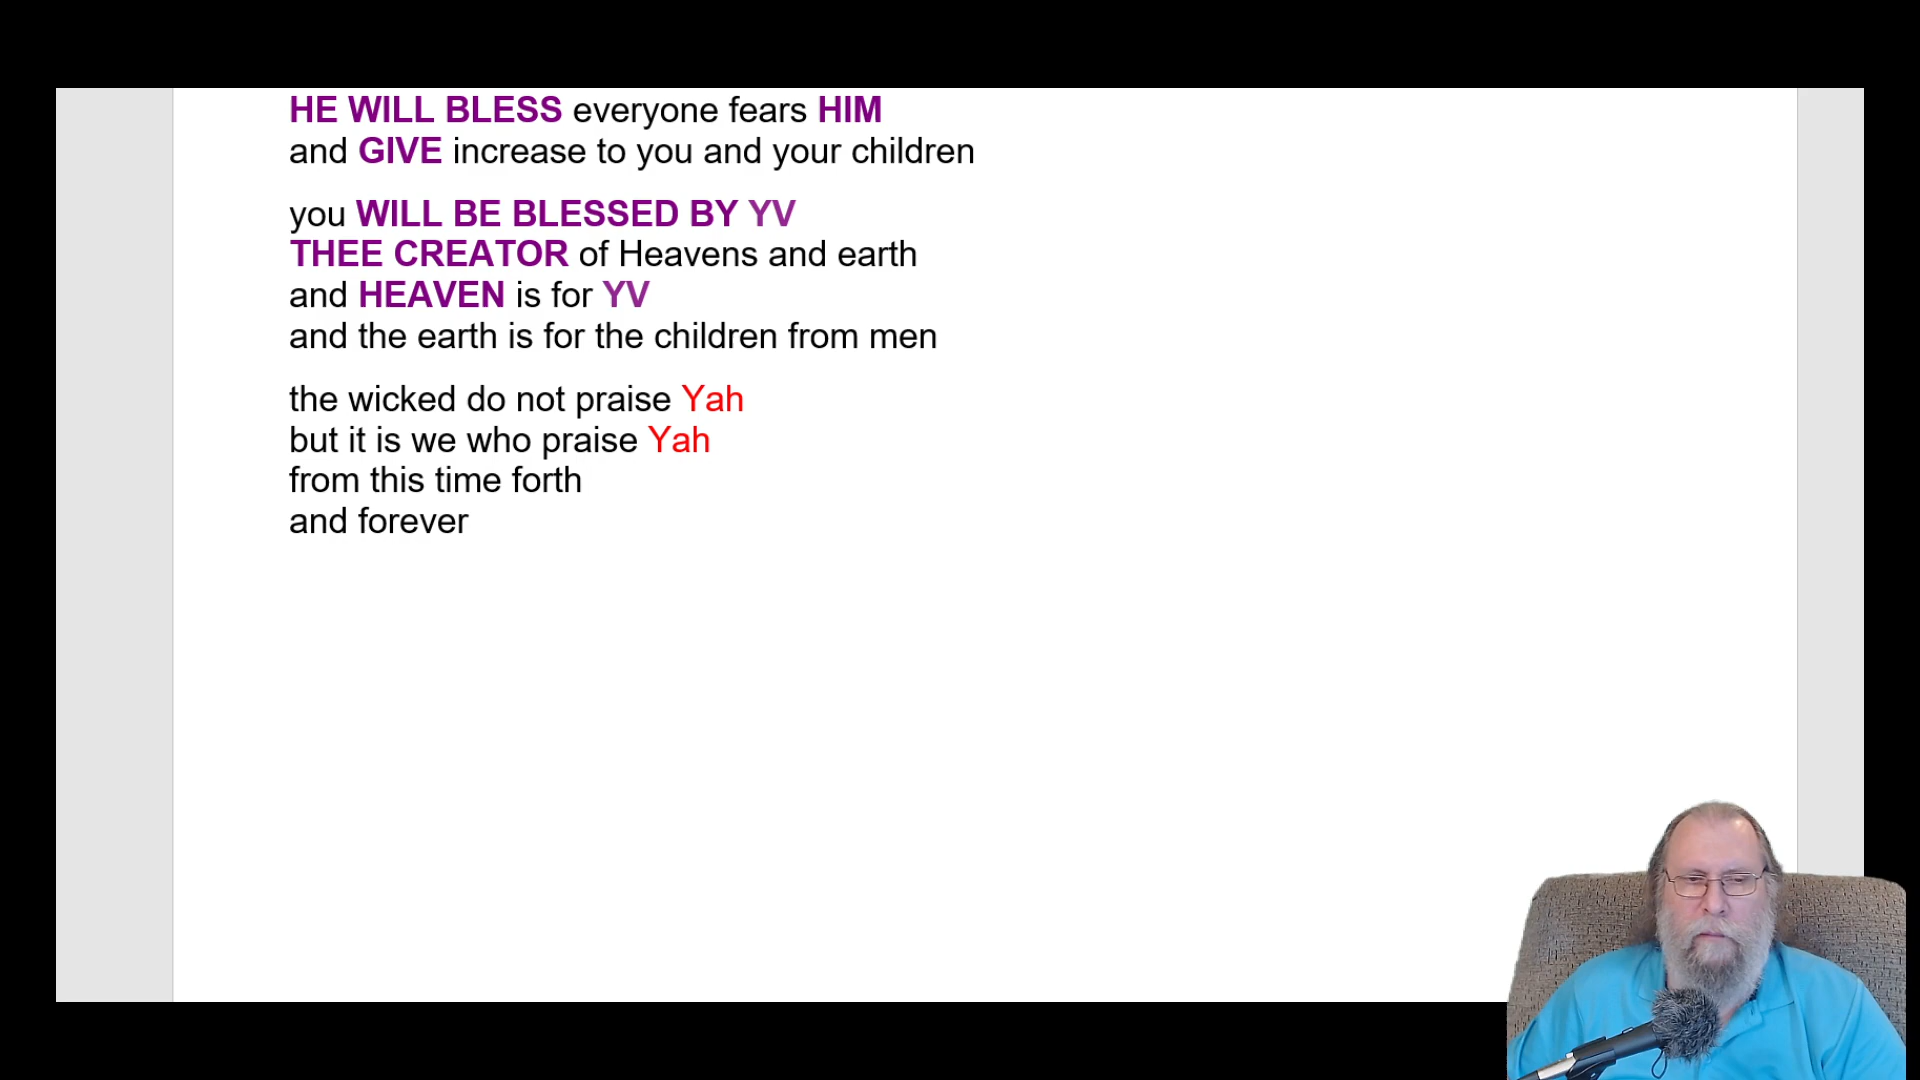 HE WILL BLESS everyone fears HIM
and GIVE increase to you and your children
you WILL BE BLESSED BY YV
THEE CREATOR of Heavens and earth
and HEAVEN is for YV
and the earth is for the children from men
the wicked do not praise Yah
but it is we who praise Yah
from this time forth
and forever